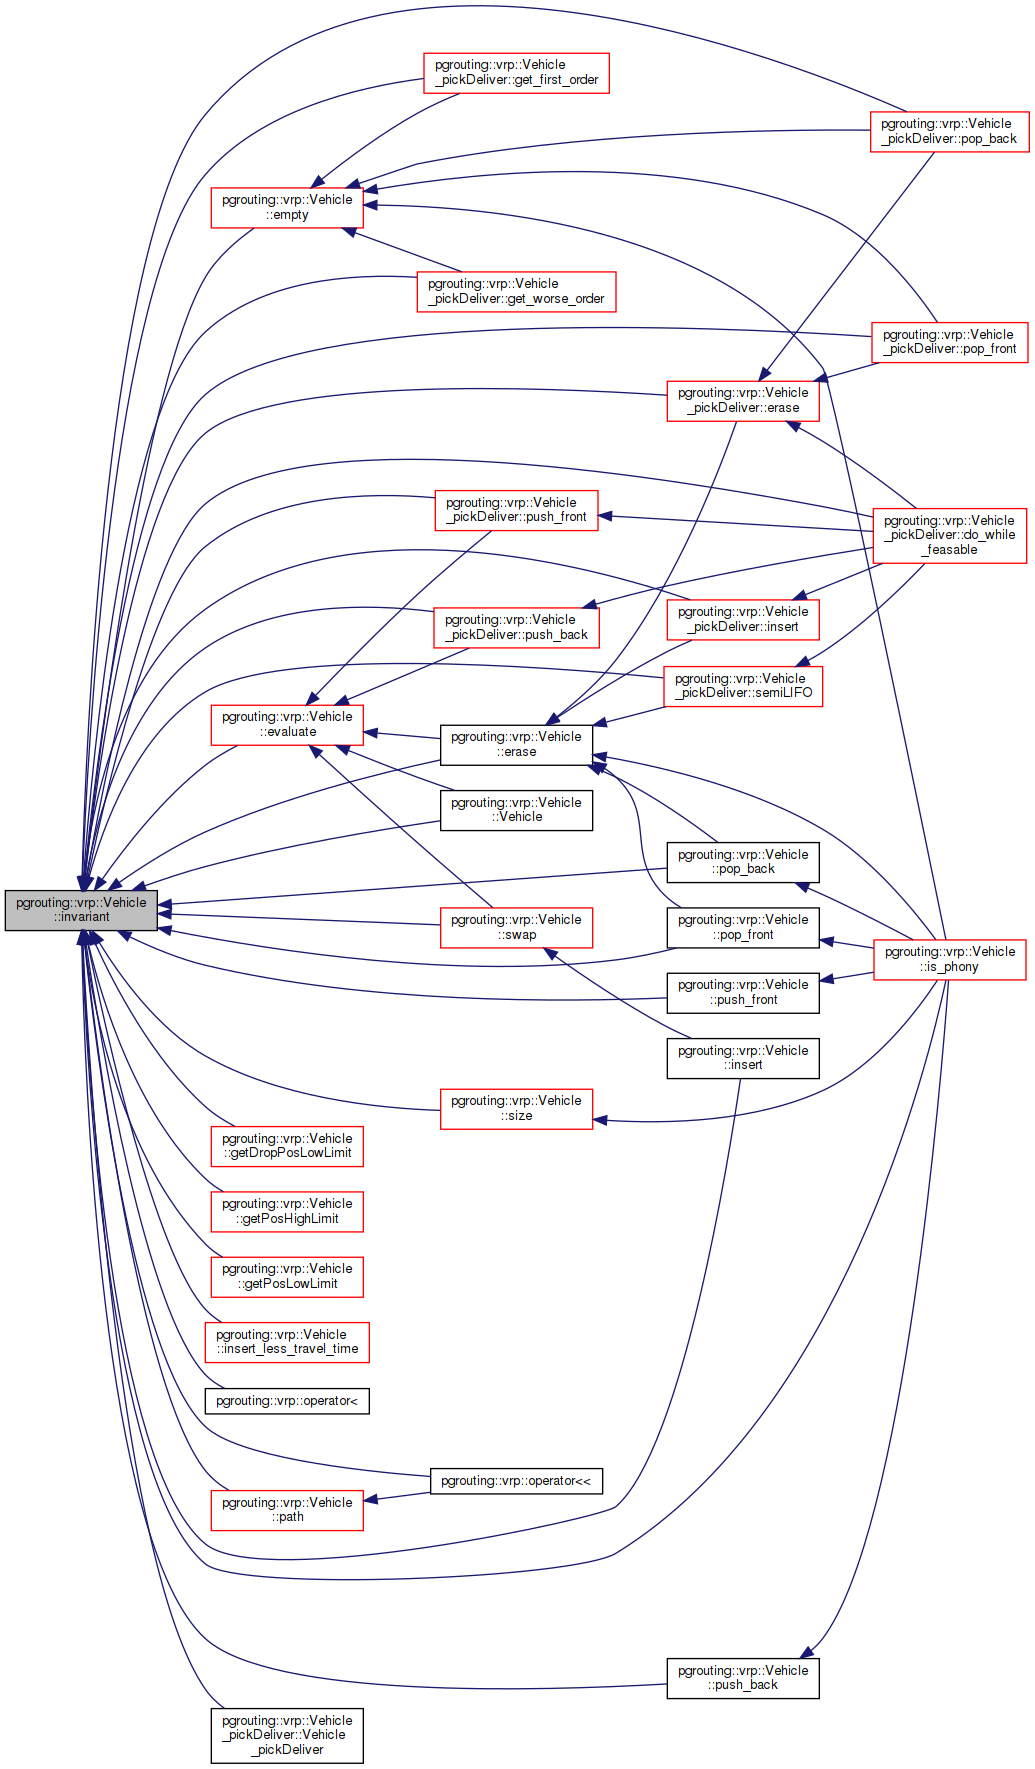 pgrouting::vrp::Vehicle
_pickDeliver::get_first_order
pgrouting::vrp::Vehicle
_pickDeliver::pop_back
pgrouting::vrp::Vehicle
::empty
pgrouting::vrp::Vehicle
_pickDeliver::get_worse_order
pgrouting::vrp::Vehicle
_pickDeliver::pop_front
pgrouting::vrp::Vehicle
_pickDeliver::erase
pgrouting::vrp::Vehicle
_pickDeliver::push_front
pgrouting::vrp::Vehicle
_pickDeliver::do_while
_feasable
pgrouting::vrp::Vehicle
_pickDeliver::insert
pgrouting::vrp::Vehicle
_pickDeliver::push_back
pgrouting::vrp::Vehicle
_pickDeliver::semiLIFO
pgrouting::vrp::Vehicle
::evaluate
pgrouting::vrp::Vehicle
::erase
pgrouting::vrp::Vehicle
::Vehicle
pgrouting::vrp::Vehicle
::pop_back
pgrouting::vrp::Vehicle
::invariant
pgrouting::vrp::Vehicle
::swap
pgrouting::vrp::Vehicle
::pop_front
pgrouting::vrp::Vehicle
::is_phony
pgrouting::vrp::Vehicle
::push_front
pgrouting::vrp::Vehicle
::insert
pgrouting::vrp::Vehicle
::size
pgrouting::vrp::Vehicle
::getDropPosLowLimit
pgrouting::vrp::Vehicle
::getPosHighLimit
pgrouting::vrp::Vehicle
::getPosLowLimit
pgrouting::vrp::Vehicle
::insert_less_travel_time
pgrouting::vrp::operator<
pgrouting::vrp::operator<<
pgrouting::vrp::Vehicle
::path
pgrouting::vrp::Vehicle
::push_back
pgrouting::vrp::Vehicle
_pickDeliver::Vehicle
_pickDeliver